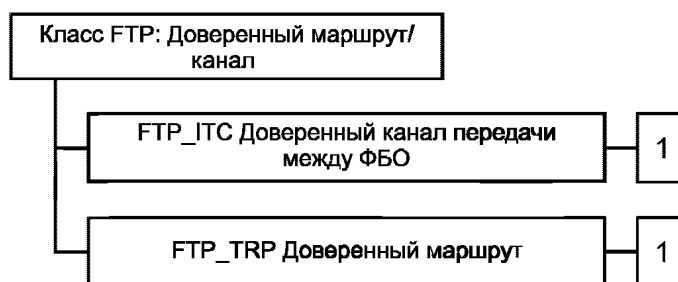 Класс FTP: Доверенный маршрут/
канал
FTP_ITC Доверенный канал передачи
между ФБО
1
FTP_TRP Доверенный маршрут
1